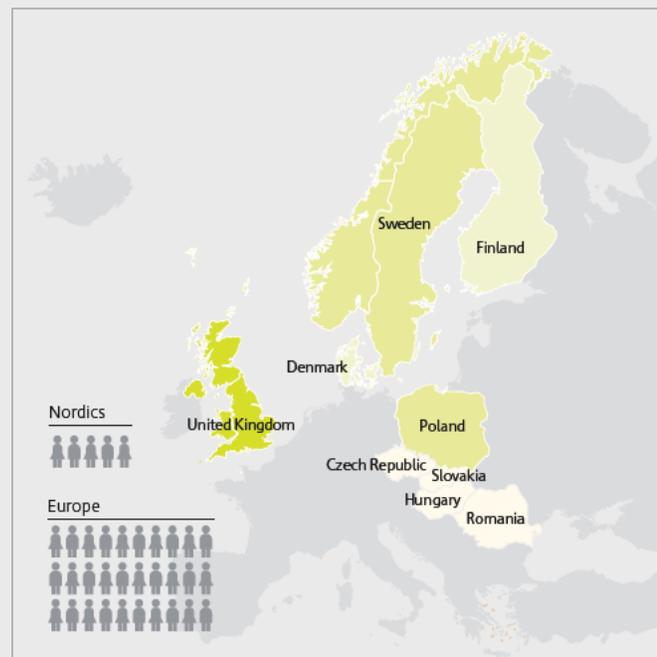 Sweden
Finland
Denmark
Nordics
United Kingdom
Poland
Czech Republic
Slovakia
Hungary
Europe
Romania